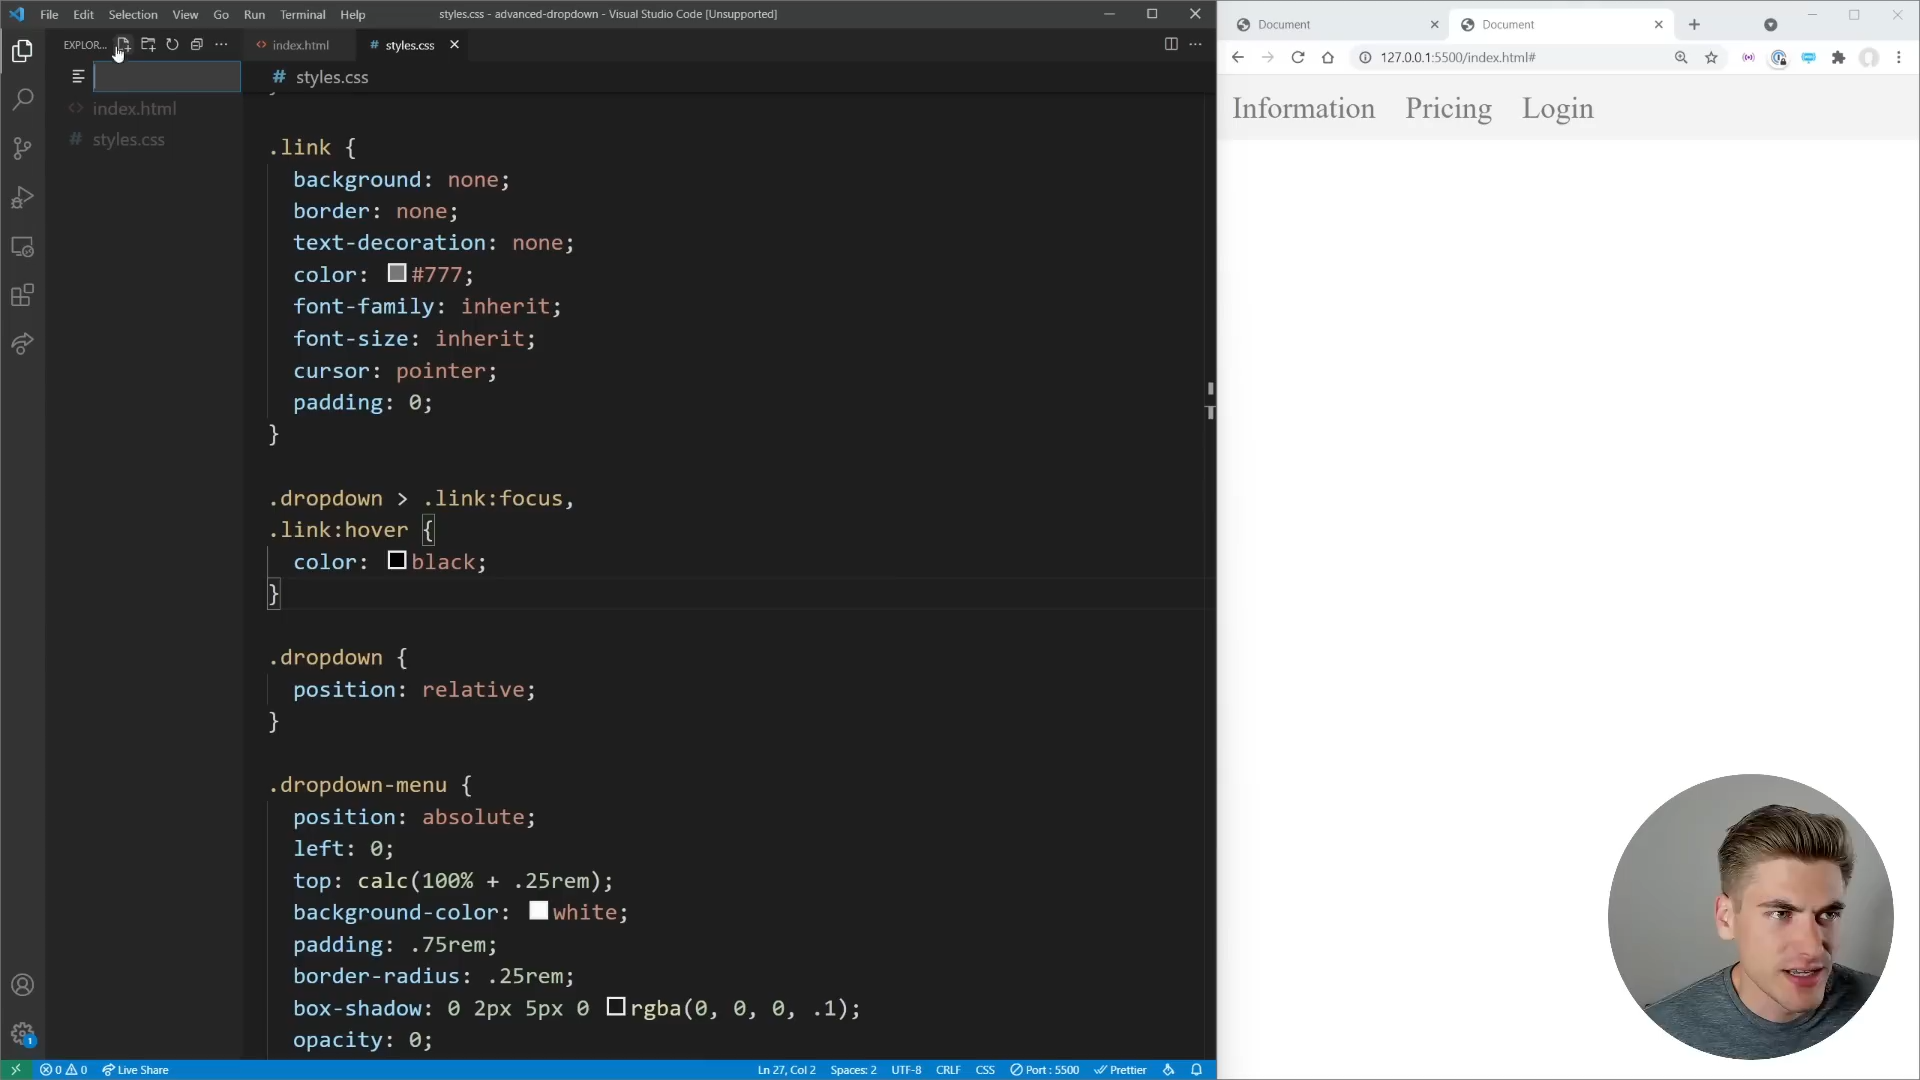 File Edit Selection View Go Run Terminal Help
styles.css - advanced-dropdown - Visual Studio Code [Unsupported]
EXPLOR...
index.html
# styles.css
<> index.html
# styles.css
# styles.css
}
.link {
background: none;
border: none;
text-decoration: none;
color: #777;
font-family: inherit;
font-size: inherit;
cursor: pointer;
padding: 0;
}
.dropdown > .link:focus,
.link:hover {
color: black;
}
.dropdown {
position: relative;
}
.dropdown-menu {
position: absolute;
left: 0;
top: calc(100% + .25rem);
background-color: white;
padding: .75rem;
border-radius: .25rem;
box-shadow: 0 2px 5px 0 rgba(0, 0, 0, .1);
opacity: 0;
0 0 Live Share
Ln 27, Col 2 Spaces: 2 UTF-8 CRLF CSS Port : 5500 Prettier
1
Document
Document
127.0.0.1:5500/index.html#
Information Pricing Login